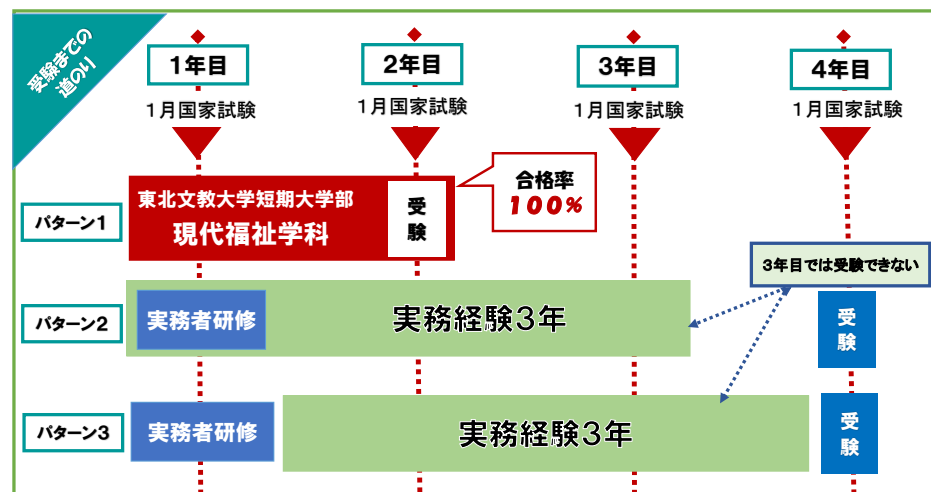 受験までの
道のり
1年目
2年目
3年目
4年目
1月国家試験
1月国家試験
1月国家試験
1月国家試験
パターン1
東北文教大学短期大学部
現代福祉学科
受
験
合格率
100%
3年目では受験できない
パターン2
実務者研修
実務経験3年
受
験
パターン3
実務者研修
実務経験3年
受
験